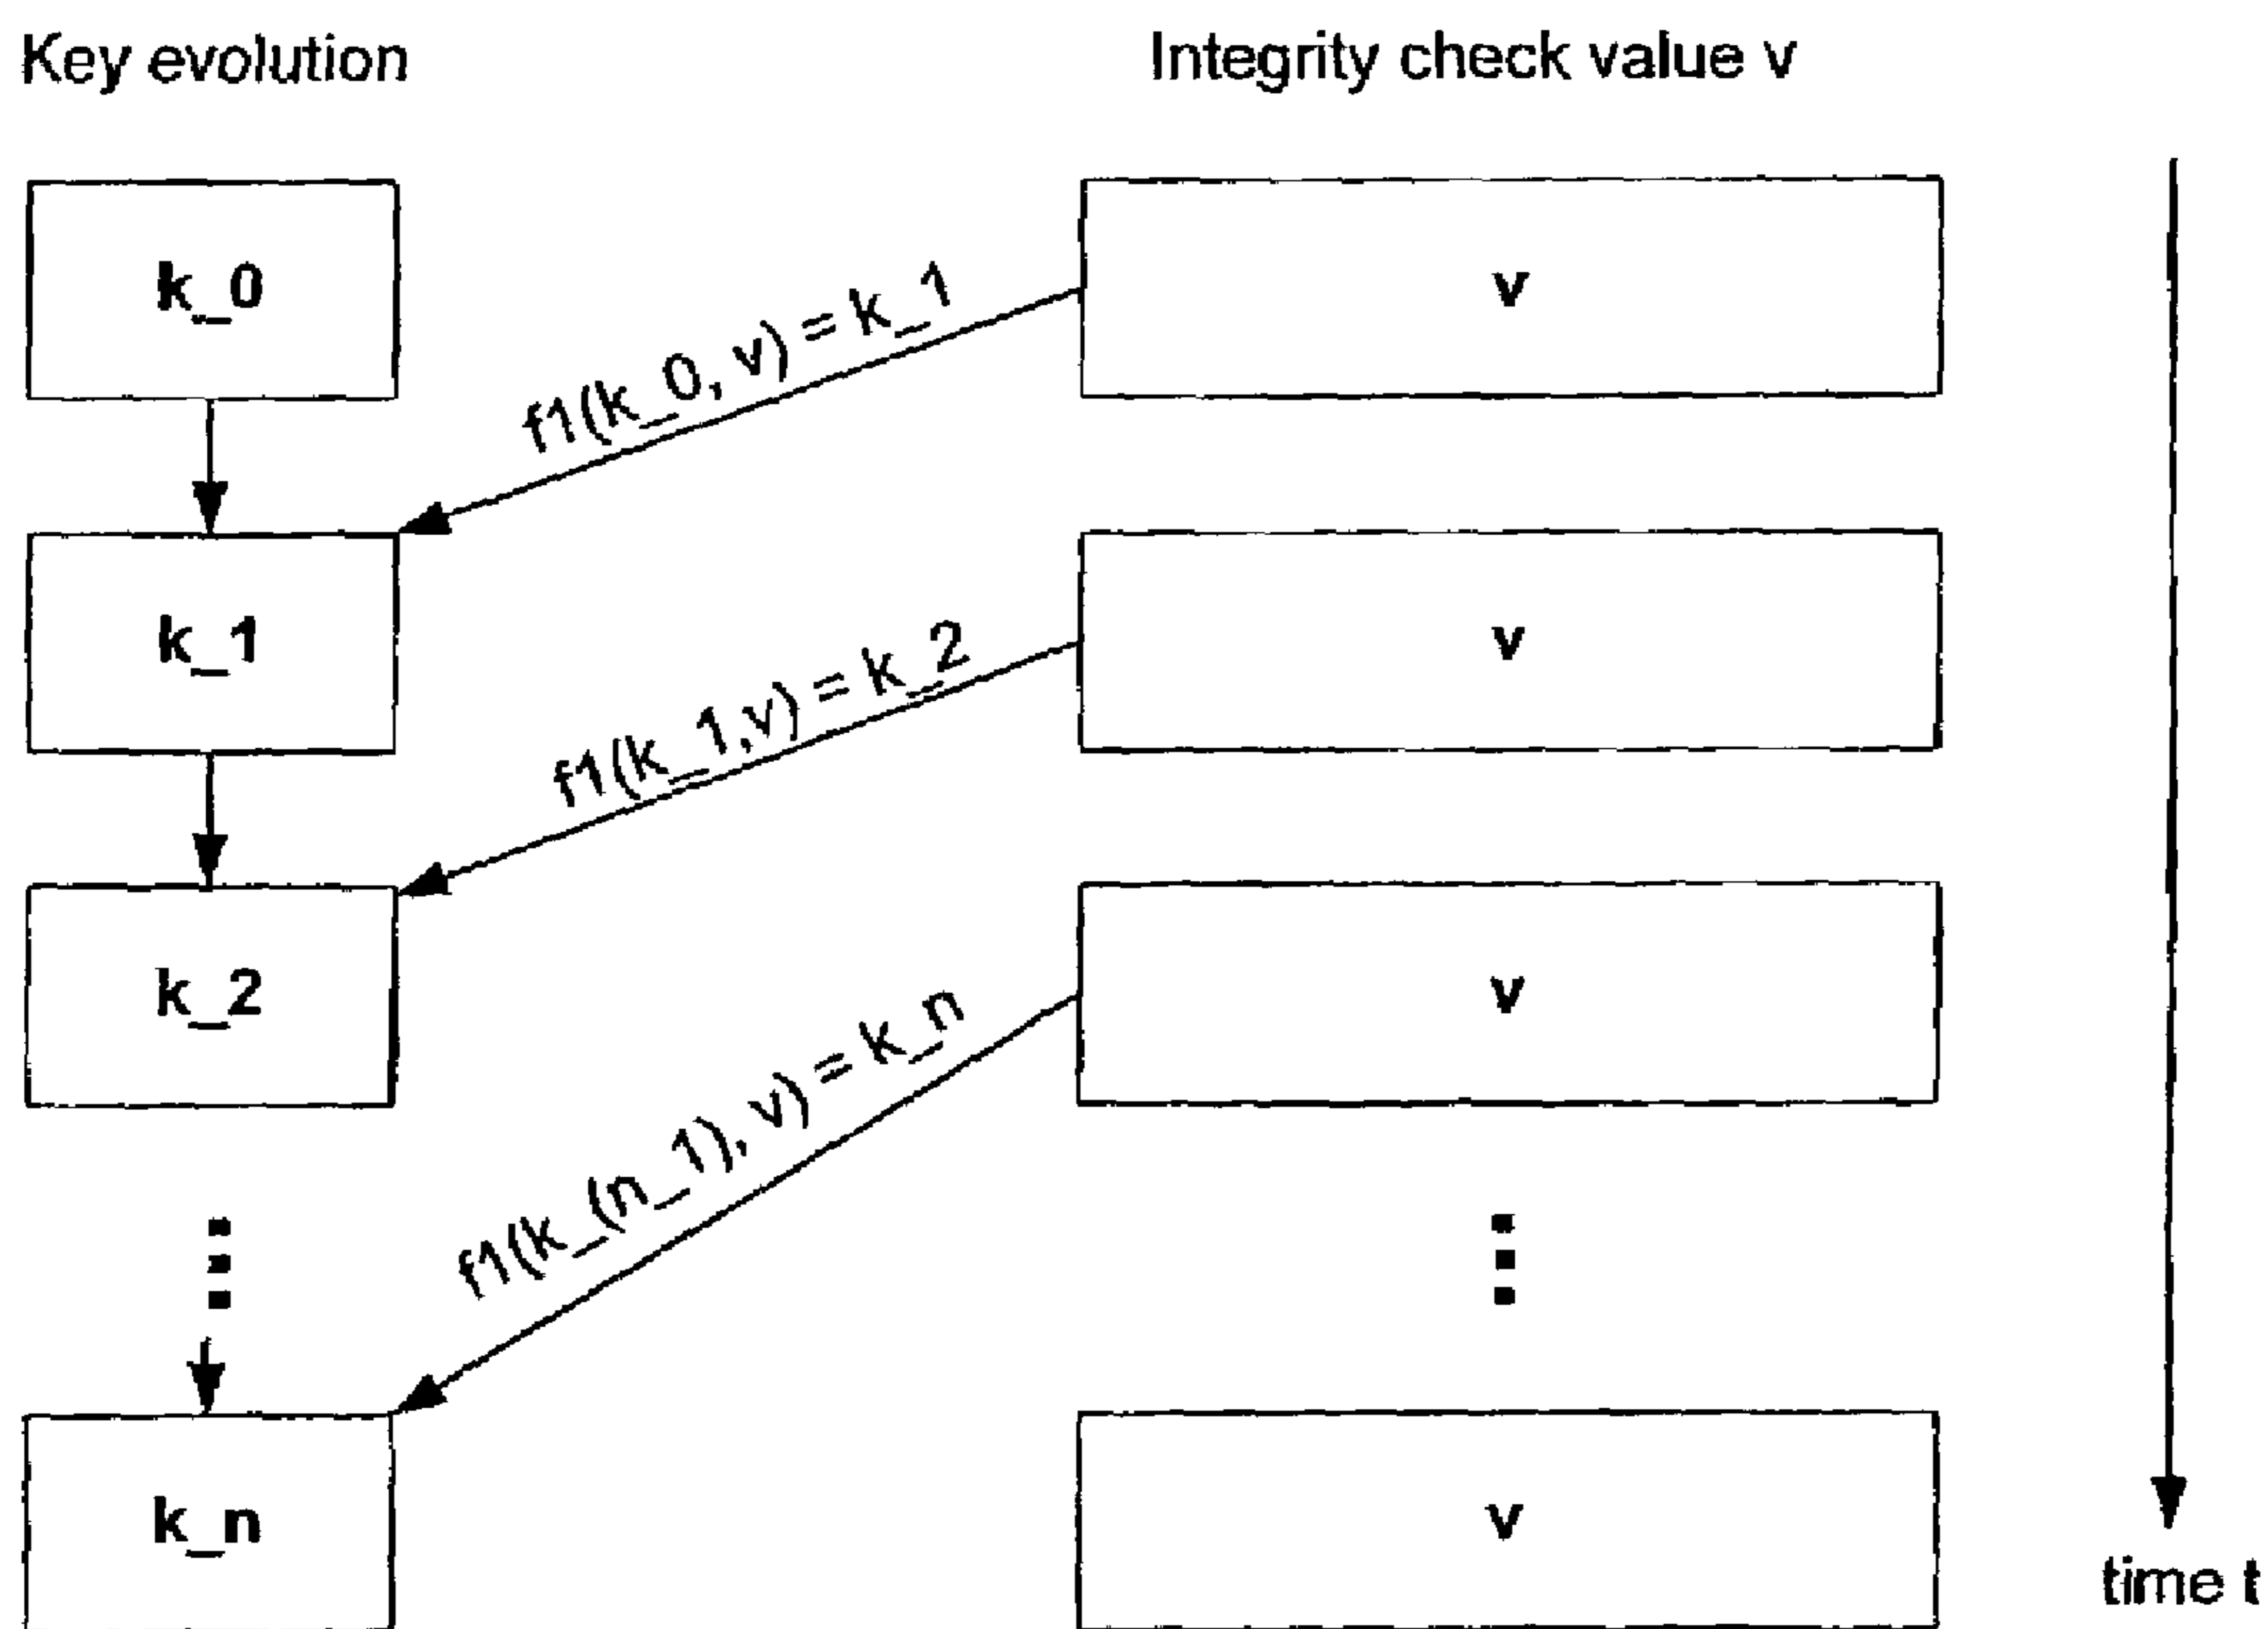 Key evolution
Integrity check value v
k_0
v
f1(k_0, v) = k_1
k_1
v
f1(k_1,v) = k_2
k_2
v
f1(k_(n_1), v) = k_n
k_n
v
time t